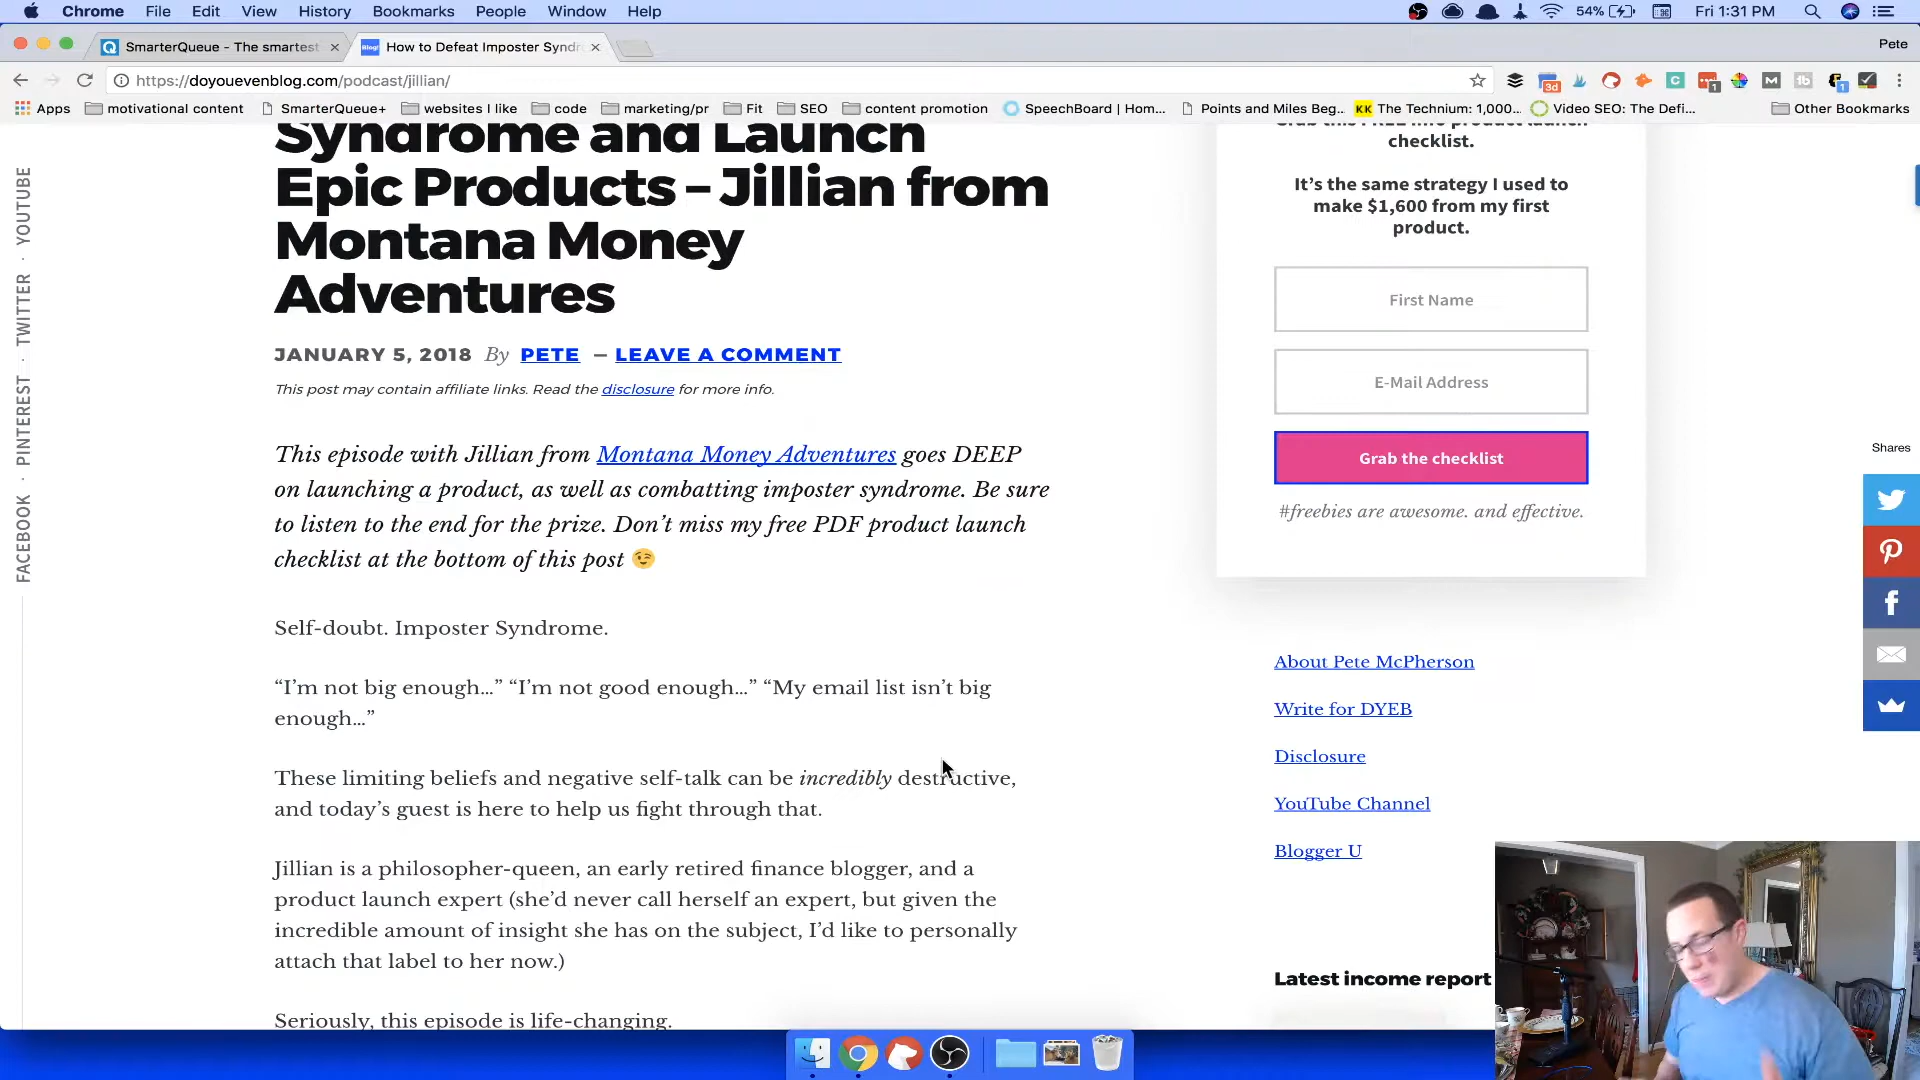 Chrome File Edit View History Bookmarks People Window Help 54% Fri 1:31 PM
SmarterQueue - The smartest How to Defeat Imposter Syndr Pete
https://doyouevenblog.com/podcast/jillian/
3d 1 1
Apps motivational content SmarterQueue+ websites I like code marketing/pr Fit SEO content promotion SpeechBoard | Hom... Points and Miles Beg... KK The Technium: 1,000... Video SEO: The Defi... Other Bookmarks
Syndrome and Launch
Epic Products – Jillian from
Montana Money
Adventures
JANUARY 5, 2018 By PETE — LEAVE A COMMENT
This post may contain affiliate links. Read the disclosure for more info.
This episode with Jillian from Montana Money Adventures goes DEEP
on launching a product, as well as combatting imposter syndrome. Be sure
to listen to the end for the prize. Don’t miss my free PDF product launch
checklist at the bottom of this post 😉
Self-doubt. Imposter Syndrome.
“I’m not big enough…” “I’m not good enough…” “My email list isn’t big
enough…”
These limiting beliefs and negative self-talk can be incredibly destructive,
and today’s guest is here to help us fight through that.
Jillian is a philosopher-queen, an early retired finance blogger, and a
product launch expert (she’d never call herself an expert, but given the
incredible amount of insight she has on the subject, I’d like to personally
attach that label to her now.)
Seriously, this episode is life-changing.
FACEBOOK · PINTEREST · TWITTER · YOUTUBE
Grab this FREE info product launch
checklist.
It’s the same strategy I used to
make $1,600 from my first
product.
First Name
E-Mail Address
Grab the checklist
#freebies are awesome. and effective.
About Pete McPherson
Write for DYEB
Disclosure
YouTube Channel
Blogger U
Latest income report
Shares